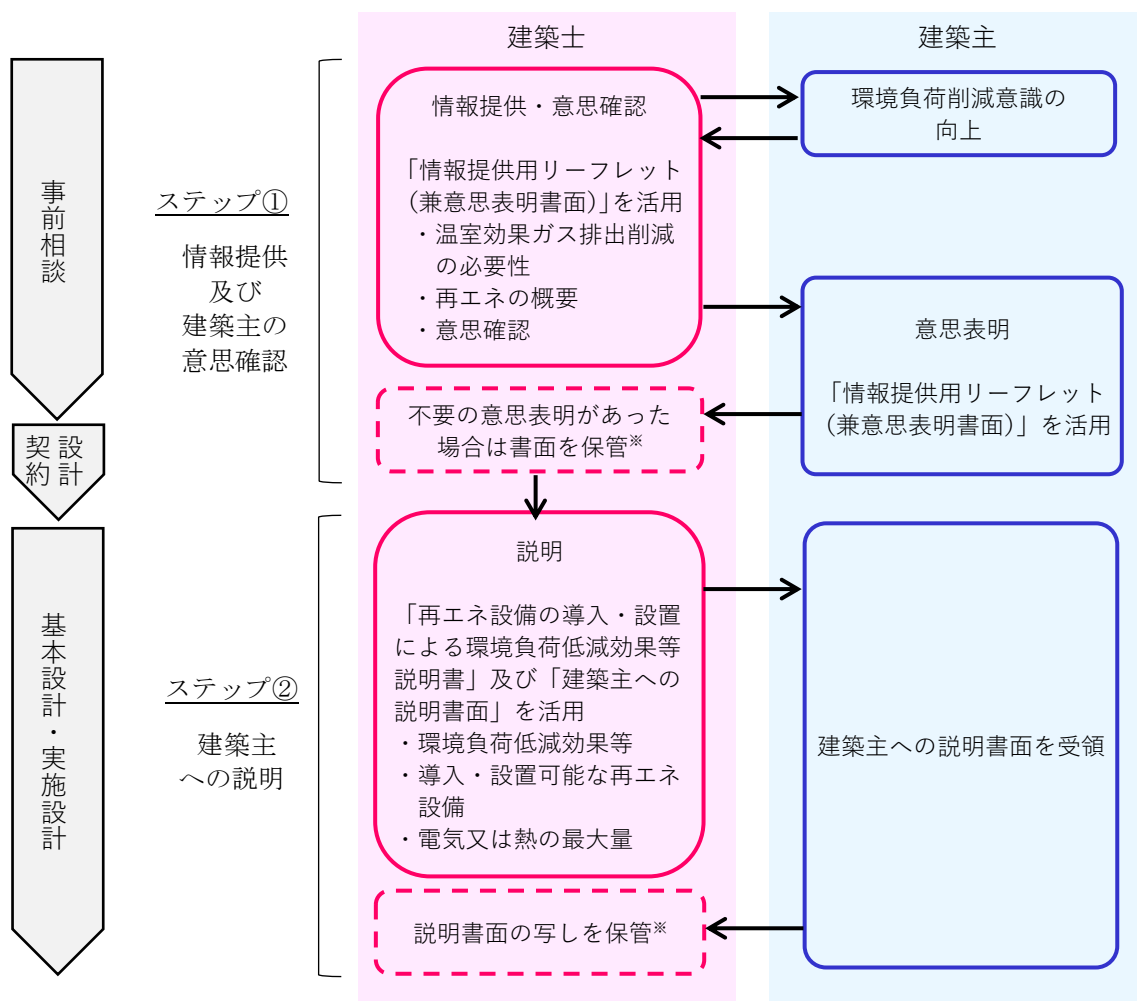 建築士
建築主
事前相談
設計
契約
基本設計・実施設計
ステップ①
情報提供
及び
建築主の
意思確認
情報提供・意思確認
「情報提供用リーフレット
(兼意思表明書面)」を活用
・温室効果ガス排出削減
の必要性
・再エネの概要
・意思確認
環境負荷削減意識の
向上
意思表明
「情報提供用リーフレット
(兼意思表明書面)」を活用
不要の意思表明があった
場合は書面を保管※
ステップ②
建築主
への説明
説明
「再エネ設備の導入・設置
による環境負荷低減効果等
説明書」及び「建築主への
説明書面」を活用
・環境負荷低減効果等
・導入・設置可能な再エネ
設備
・電気又は熱の最大量
建築主への説明書面を受領
説明書面の写しを保管※